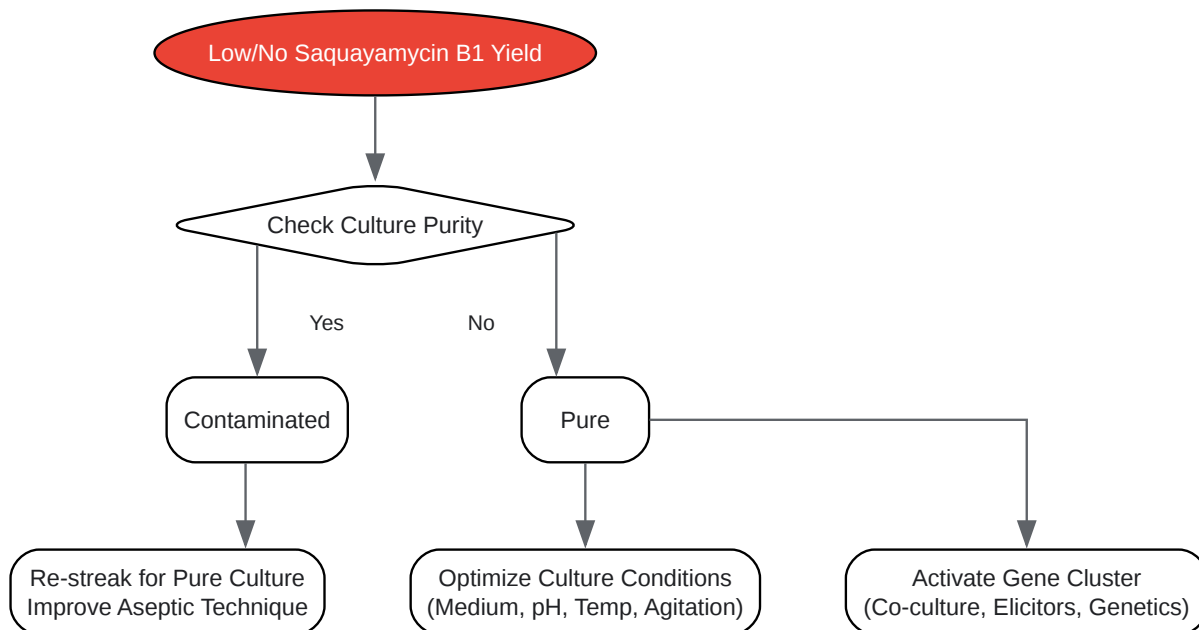 Low/No Saquayamycin B1 Yield
Check Culture Purity
Yes
No
Contaminated
Pure
Re-streak for Pure Culture
Improve Aseptic Technique
Optimize Culture Conditions
(Medium, pH, Temp, Agitation)
Activate Gene Cluster
(Co-culture, Elicitors, Genetics)